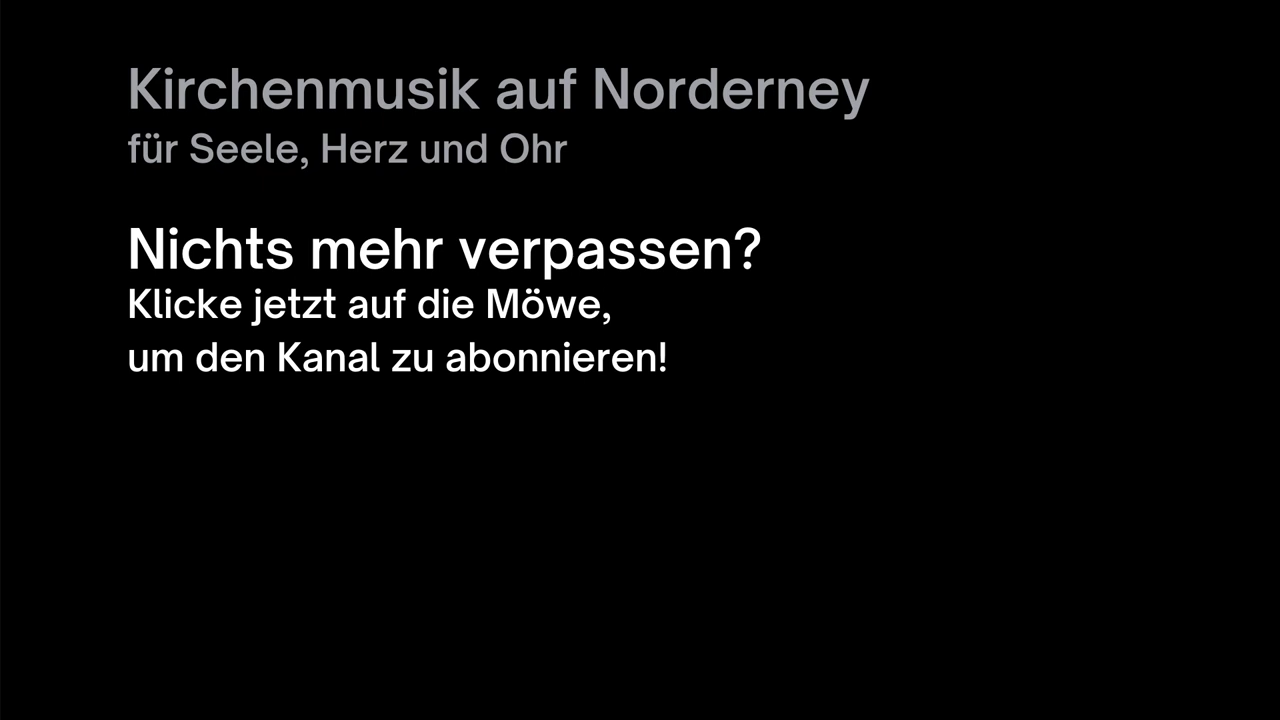 Kirchenmusik auf Norderney
für Seele, Herz und Ohr
Nichts mehr verpassen?
Klicke jetzt auf die Möwe,
um den Kanal zu abonnieren!